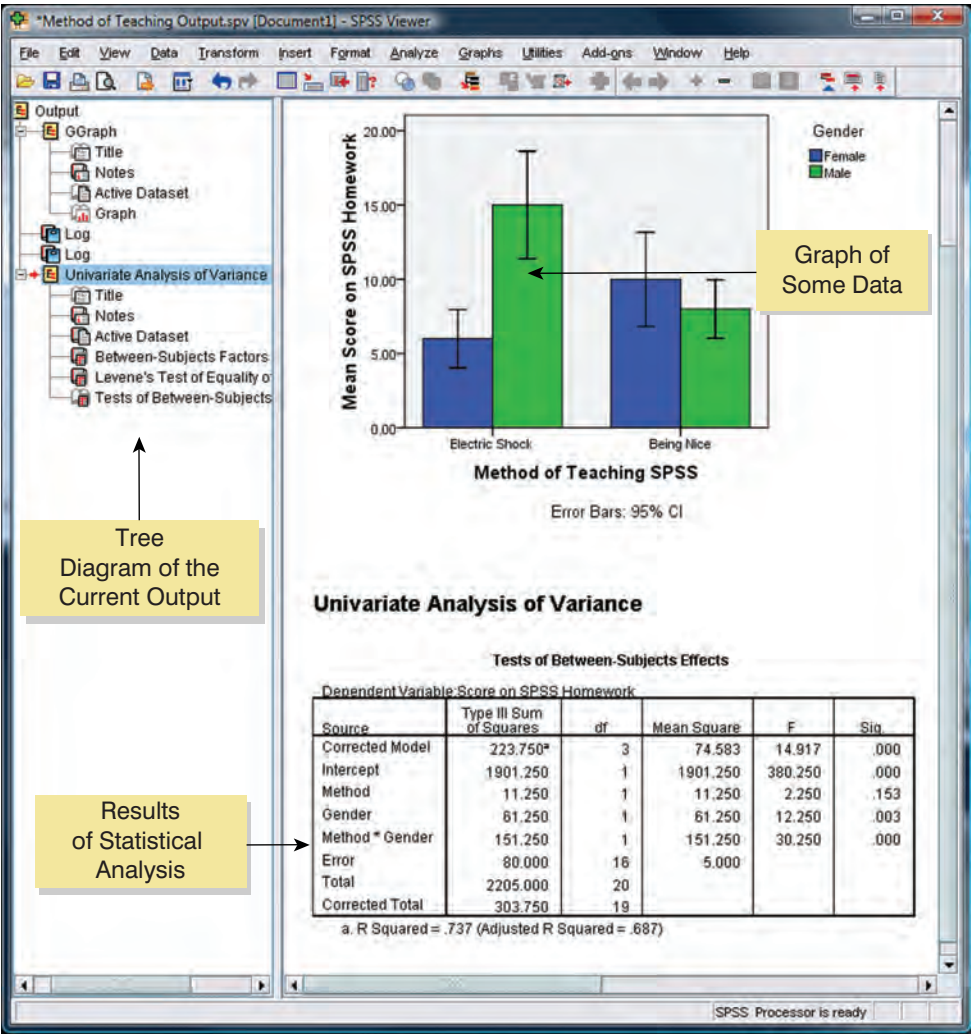 *Method of Teaching Output.spv [Document1] - SPSS Viewer
File Edit View Data Transform Insert Format Analyze Graphs Utilities Add-ons Window Help
Output
GGraph
Title
Notes
Active Dataset
Graph
Log
Log
Univariate Analysis of Variance
Title
Notes
Active Dataset
Between-Subjects Factors
Levene's Test of Equality o
Tests of Between-Subjects
Tree
Diagram of the
Current Output
Results
of Statistical
Analysis
Mean Score on SPSS Homework
20.00
15.00
10.00
5.00
0.00
Electric Shock Being Nice
Method of Teaching SPSS
Error Bars: 95% CI
Gender
Female
Male
Graph of
Some Data
Univariate Analysis of Variance
Tests of Between-Subjects Effects
Dependent Variable:Score on SPSS Homework
Source Type III Sum of Squares df Mean Square F Sig.
Corrected Model 223.750a 3 74.583 14.917 .000
Intercept 1901.250 1 1901.250 380.250 .000
Method 11.250 1 11.250 2.250 .153
Gender 61.250 1 61.250 12.250 .003
Method * Gender 151.250 1 151.250 30.250 .000
Error 80.000 16 5.000
Total 2205.000 20
Corrected Total 303.750 19
a. R Squared = .737 (Adjusted R Squared = .687)
SPSS Processor is ready